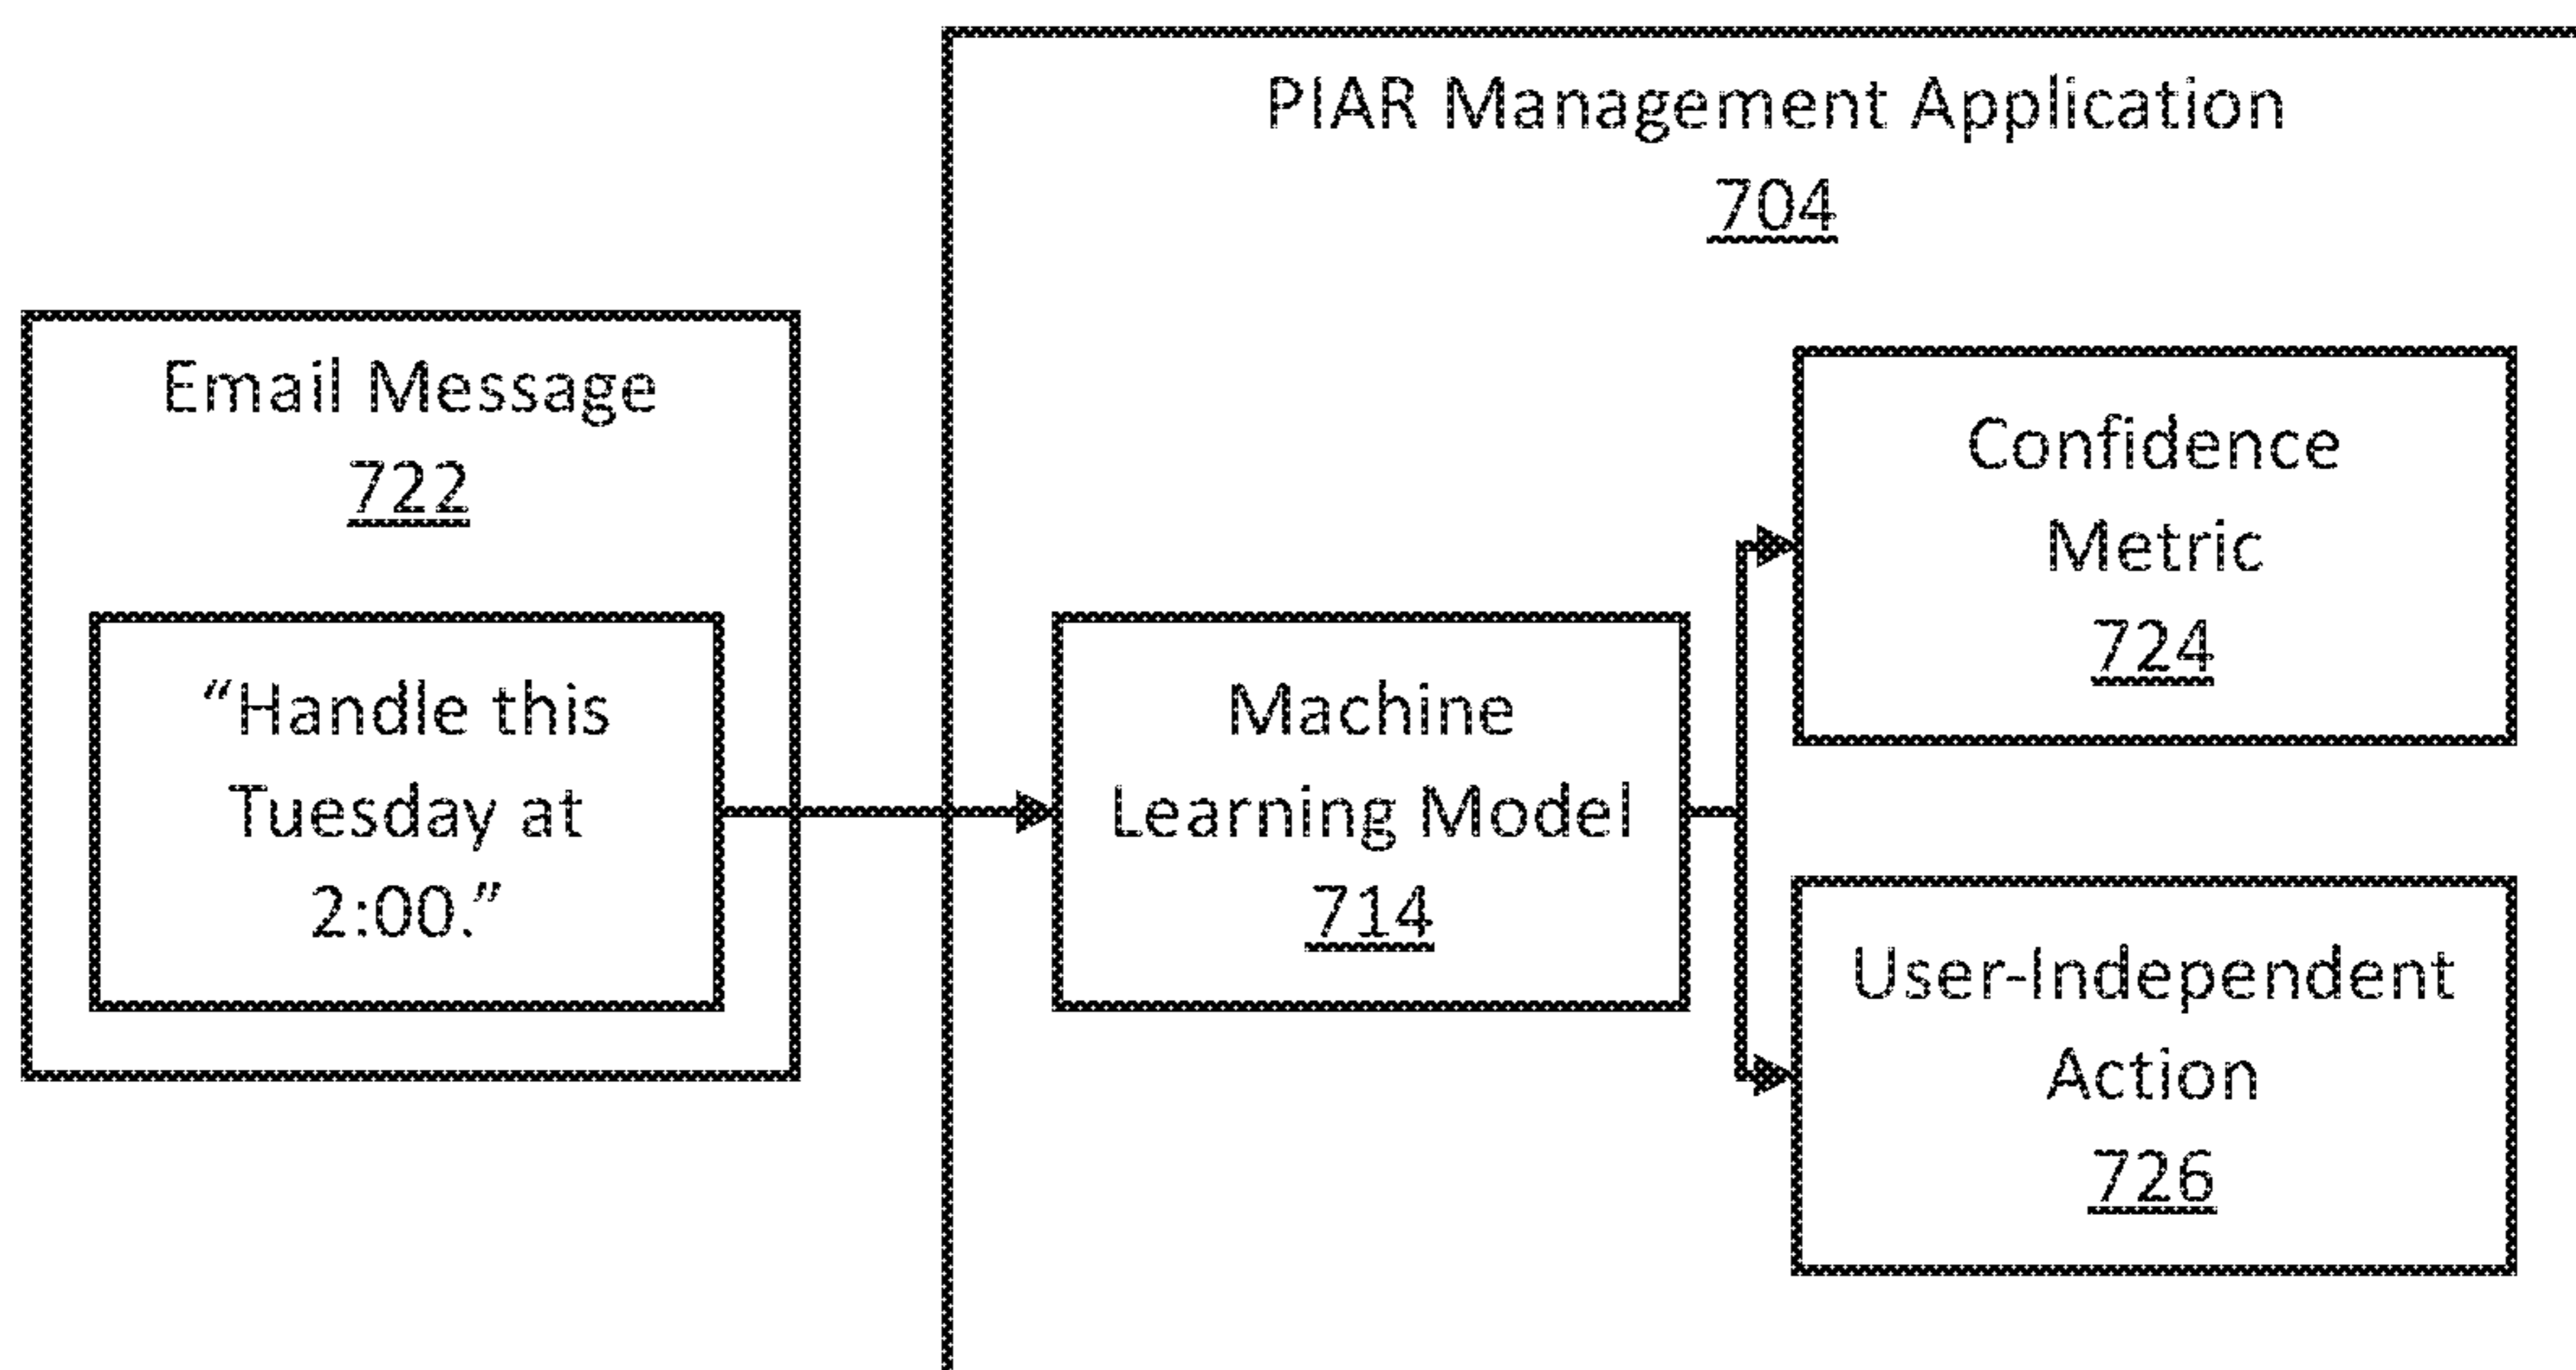 PIAR Management Application
704
Email Message
722
“Handle this
Tuesday at
2:00.”
Machine
Learning Model
714
Confidence
Metric
724
User-Independent
Action
726